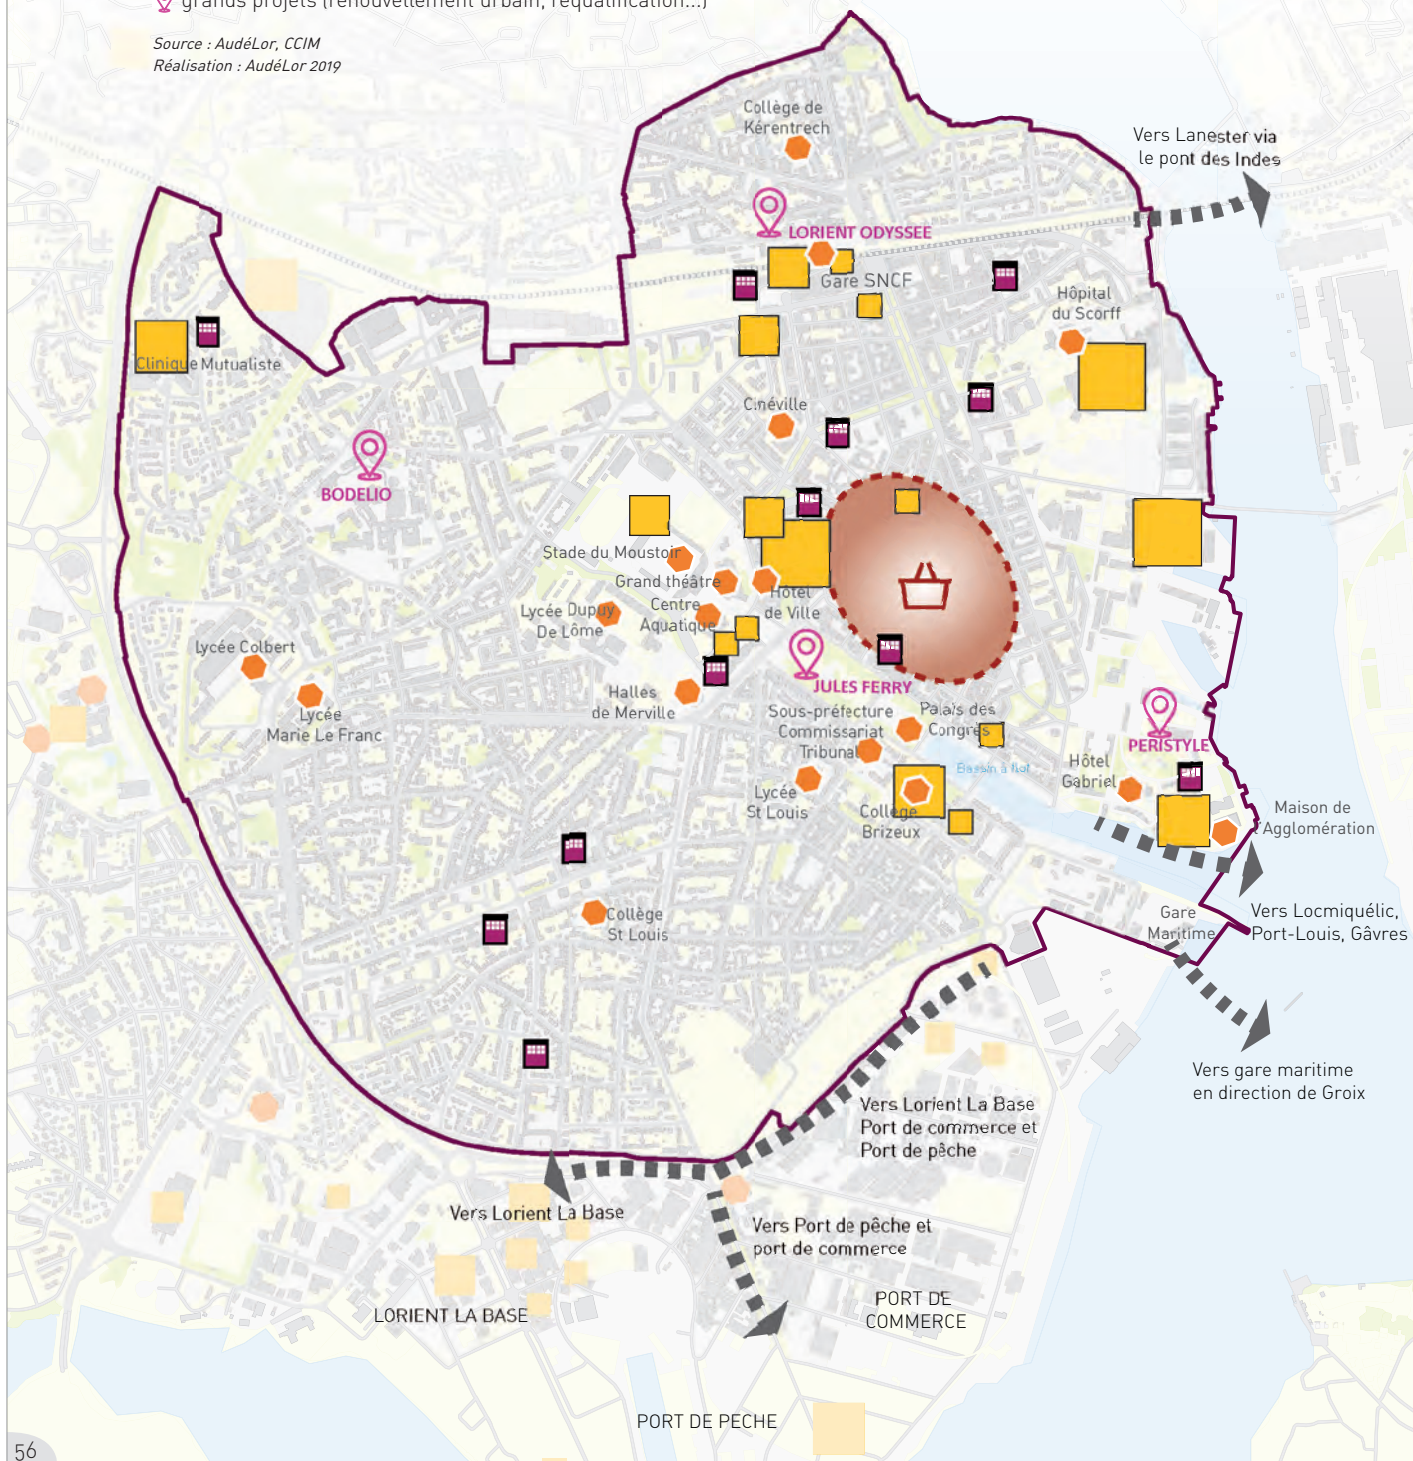 grands projets (renouvellement urbain, requalification...)
Source : AudéLor, CCIM
Réalisation : AudéLor 2019
Collège de
Kérentrech
Vers Lanester via
le pont des Indes
LORIENT ODYSSEE
Gare SNCF
Hôpital
du Scorff
Clinique Mutualiste
Cinéville
BODELIO
Stade du Moustoir
Grand théâtre
Hôtel
de Ville
Centre
Aquatique
Lycée Dupuy
De Lôme
Lycée Colbert
Lycée
Marie Le Franc
Halles
de Merville
JULES FERRY
Sous-préfecture
Commissariat
Tribunal
Palais des
Congrès
PERISTYLE
Bassin à flot
Hôtel
Gabriel
Lycée
St Louis
Collège
Brizeux
Maison de
l'Agglomération
Collège
St Louis
Gare
Maritime
Vers Locmiquélic,
Port-Louis, Gâvres
Vers gare maritime
en direction de Groix
Vers Lorient La Base
Port de commerce et
Port de pêche
Vers Lorient La Base
Vers Port de pêche et
port de commerce
LORIENT LA BASE
PORT DE
COMMERCE
PORT DE PECHE
56